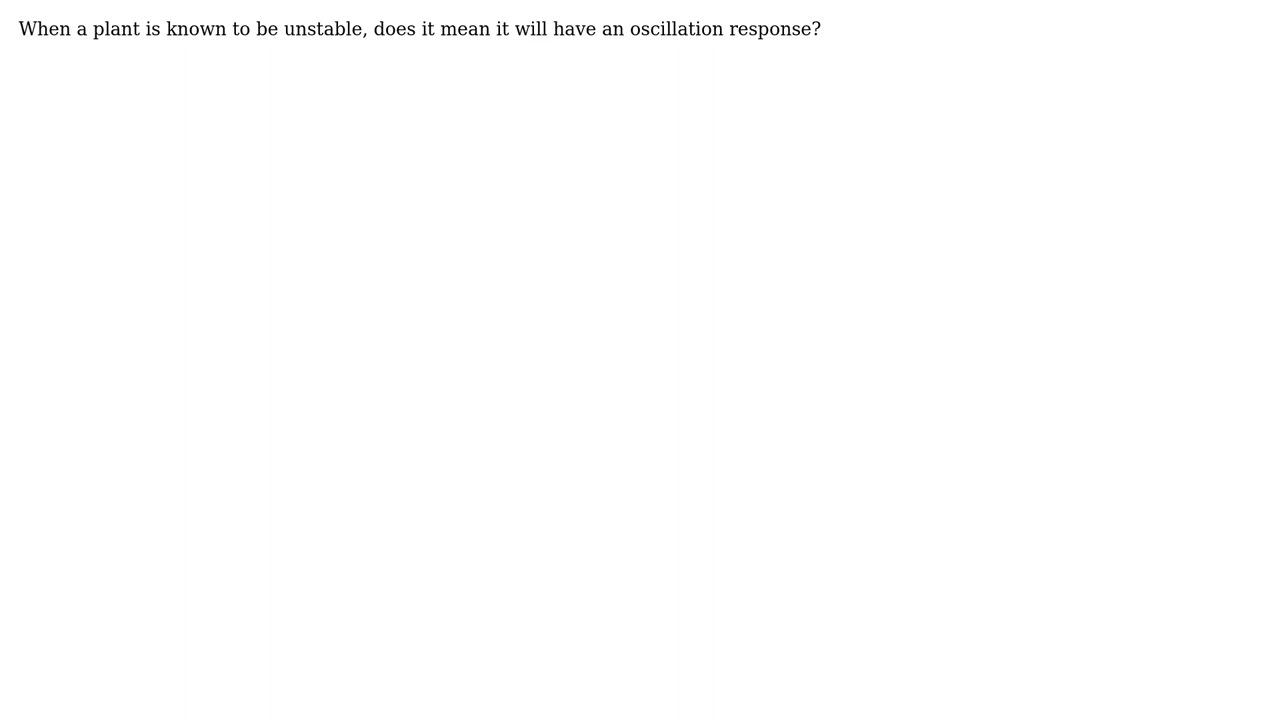 When a plant is known to be unstable, does it mean it will have an oscillation response?